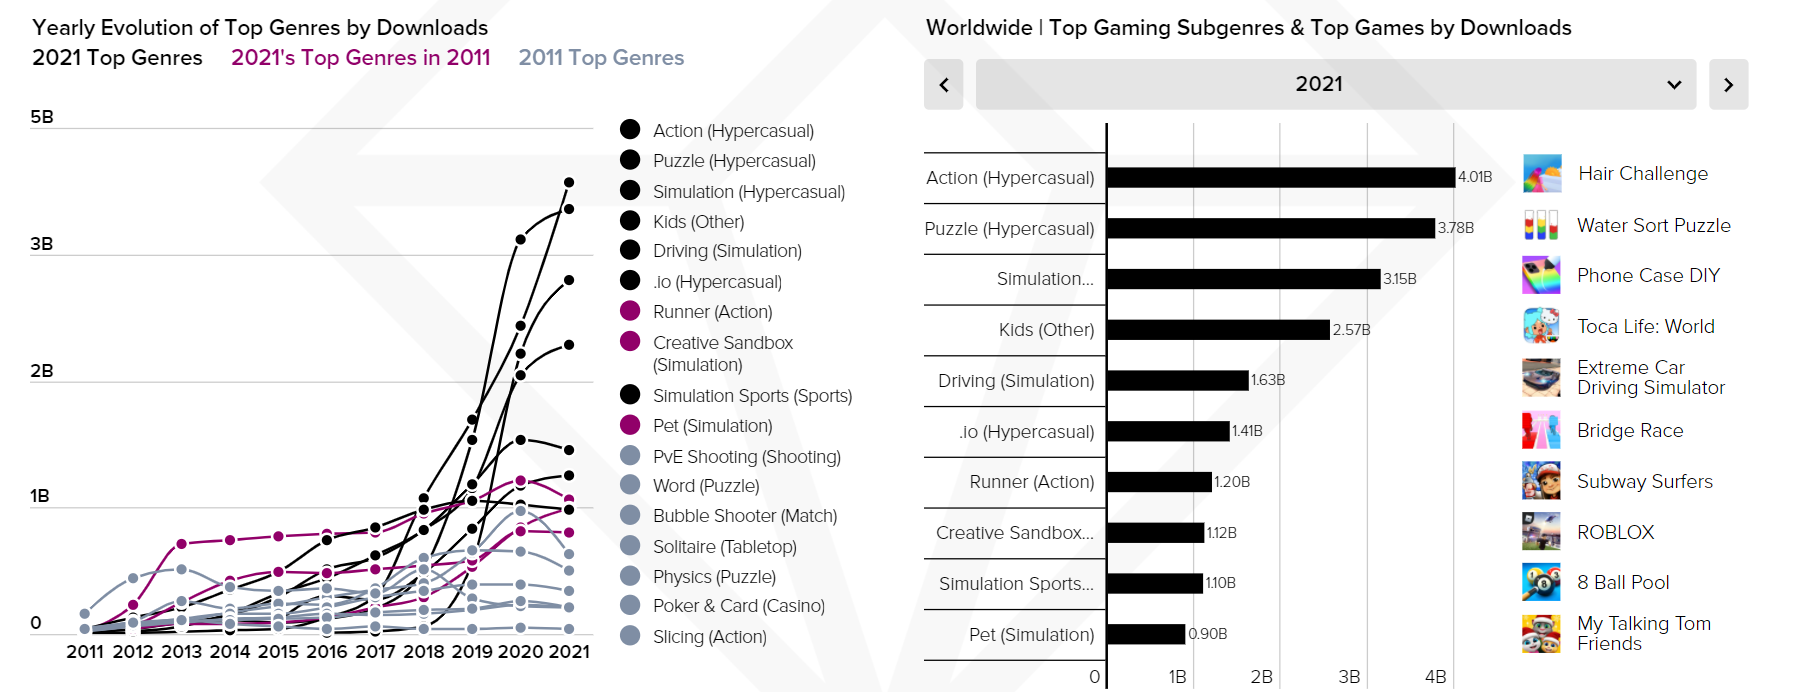 Yearly Evolution of Top Genres by Downloads
2021 Top Genres 2021's Top Genres in 2011 2011 Top Genres
5B
3B
2B
1B
0
2011 2012 2013 2014 2015 2016 2017 2018 2019 2020 2021
Action (Hypercasual)
Puzzle (Hypercasual)
Simulation (Hypercasual)
Kids (Other)
Driving (Simulation)
.io (Hypercasual)
Runner (Action)
Creative Sandbox
(Simulation)
Simulation Sports (Sports)
Pet (Simulation)
PvE Shooting (Shooting)
Word (Puzzle)
Bubble Shooter (Match)
Solitaire (Tabletop)
Physics (Puzzle)
Poker & Card (Casino)
Slicing (Action)
Worldwide | Top Gaming Subgenres & Top Games by Downloads
2021
Action (Hypercasual) 4.01B Hair Challenge
Puzzle (Hypercasual) 3.78B Water Sort Puzzle
Simulation... 3.15B Phone Case DIY
Kids (Other) 2.57B Toca Life: World
Driving (Simulation) 1.63B Extreme Car
Driving Simulator
.io (Hypercasual) 1.41B Bridge Race
Runner (Action) 1.20B Subway Surfers
Creative Sandbox... 1.12B ROBLOX
Simulation Sports... 1.10B 8 Ball Pool
Pet (Simulation) 0.90B My Talking Tom
Friends
0 1B 2B 3B 4B